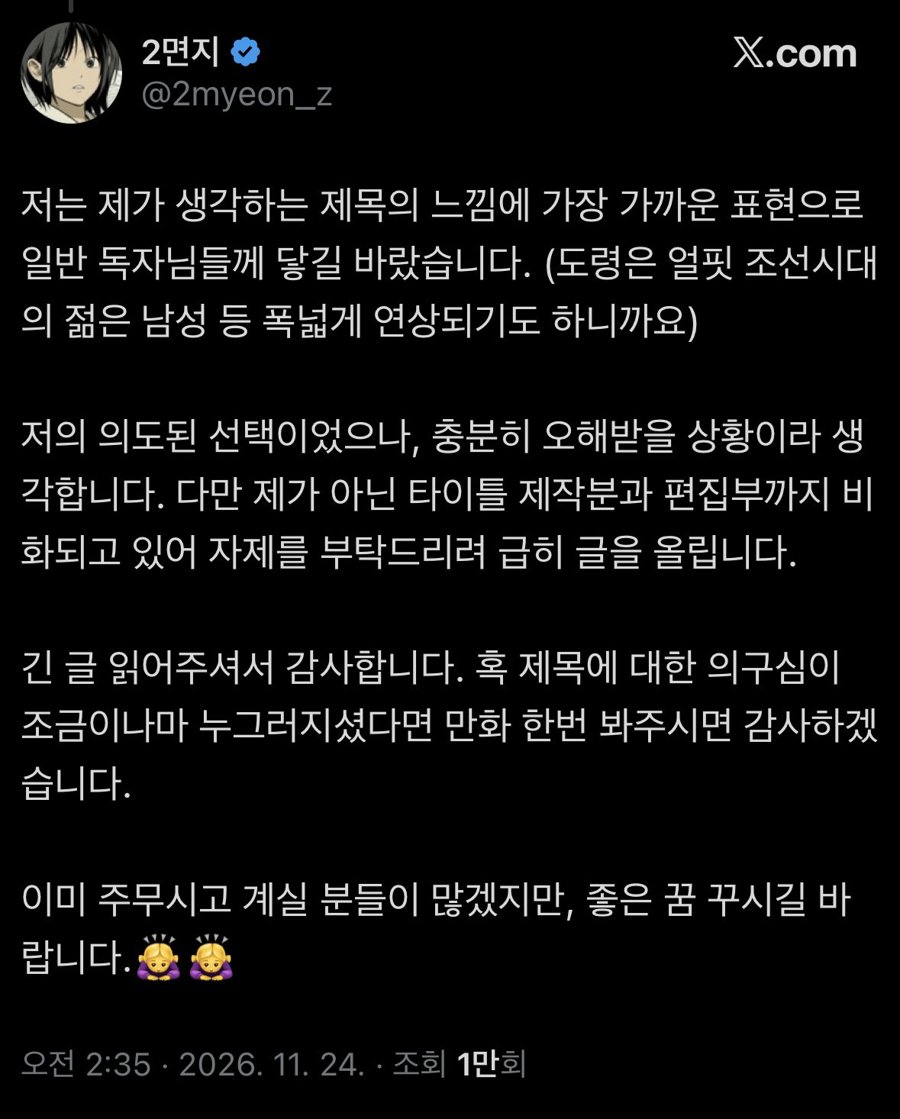 2면지
@2myeon_z
X.com
저는 제가 생각하는 제목의 느낌에 가장 가까운 표현으로
일반 독자님들께 닿길 바랐습니다. (도령은 얼핏 조선시대
의 젊은 남성 등 폭넓게 연상되기도 하니까요)
저의 의도된 선택이었으나, 충분히 오해받을 상황이라 생
각합니다. 다만 제가 아닌 타이틀 제작분과 편집부까지 비
화되고 있어 자제를 부탁드리려 급히 글을 올립니다.
긴 글 읽어주셔서 감사합니다. 혹 제목에 대한 의구심이
조금이나마 누그러지셨다면 만화 한번 봐주시면 감사하겠
습니다.
이미 주무시고 계실 분들이 많겠지만, 좋은 꿈 꾸시길 바
랍니다.🙇‍♀️🙇‍♀️
오전 2:35 · 2026. 11. 24. · 조회 1만회